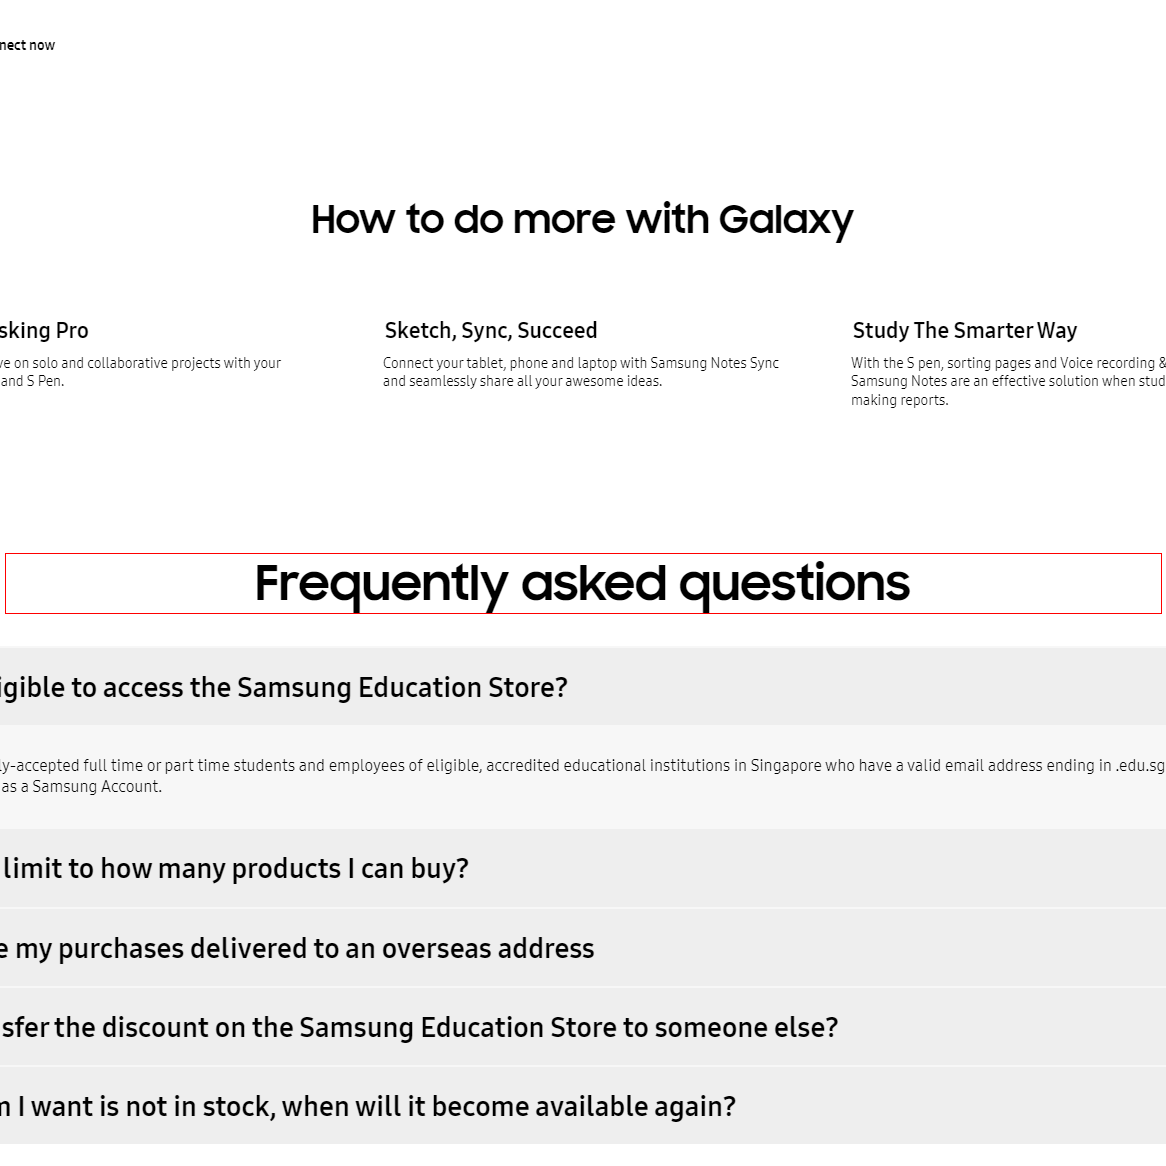 nect now
How to do more with Galaxy
sking Pro
Sketch, Sync, Succeed
Study The Smarter Way
ve on solo and collaborative projects with your
and S Pen.
Connect your tablet, phone and laptop with Samsung Notes Sync
and seamlessly share all your awesome ideas.
With the S pen, sorting pages and Voice recording &
Samsung Notes are an effective solution when stud
making reports.
Frequently asked questions
igible to access the Samsung Education Store?
ly-accepted full time or part time students and employees of eligible, accredited educational institutions in Singapore who have a valid email address ending in .edu.sg
as a Samsung Account.
limit to how many products I can buy?
e my purchases delivered to an overseas address
sfer the discount on the Samsung Education Store to someone else?
m I want is not in stock, when will it become available again?